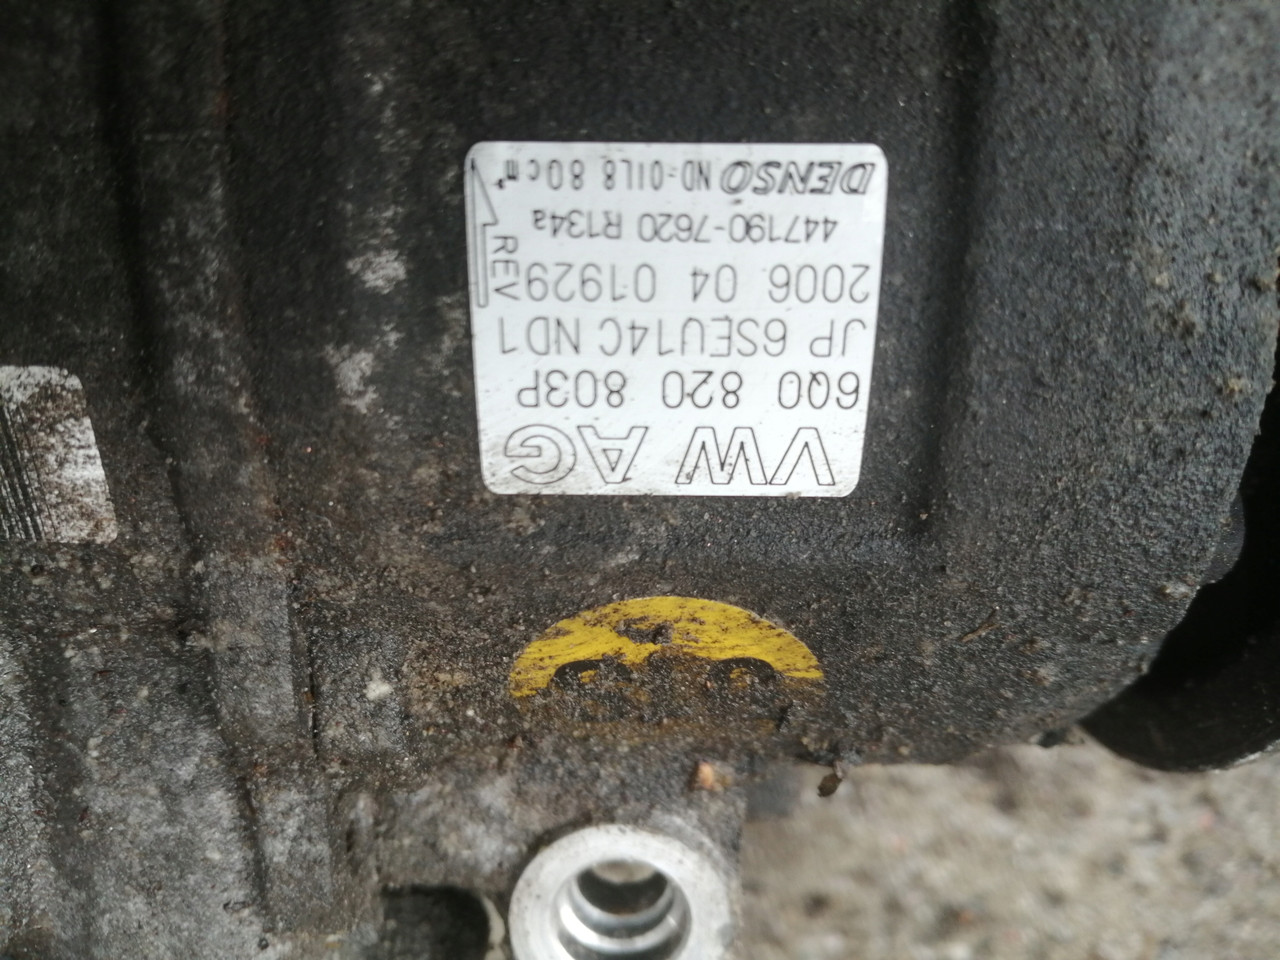 VW AG
6Q0 820 803P
JP 6SEU14C ND1
2006 04 01929
447190-7620 R134a
DENSO ND-OIL8 80cm³
REV